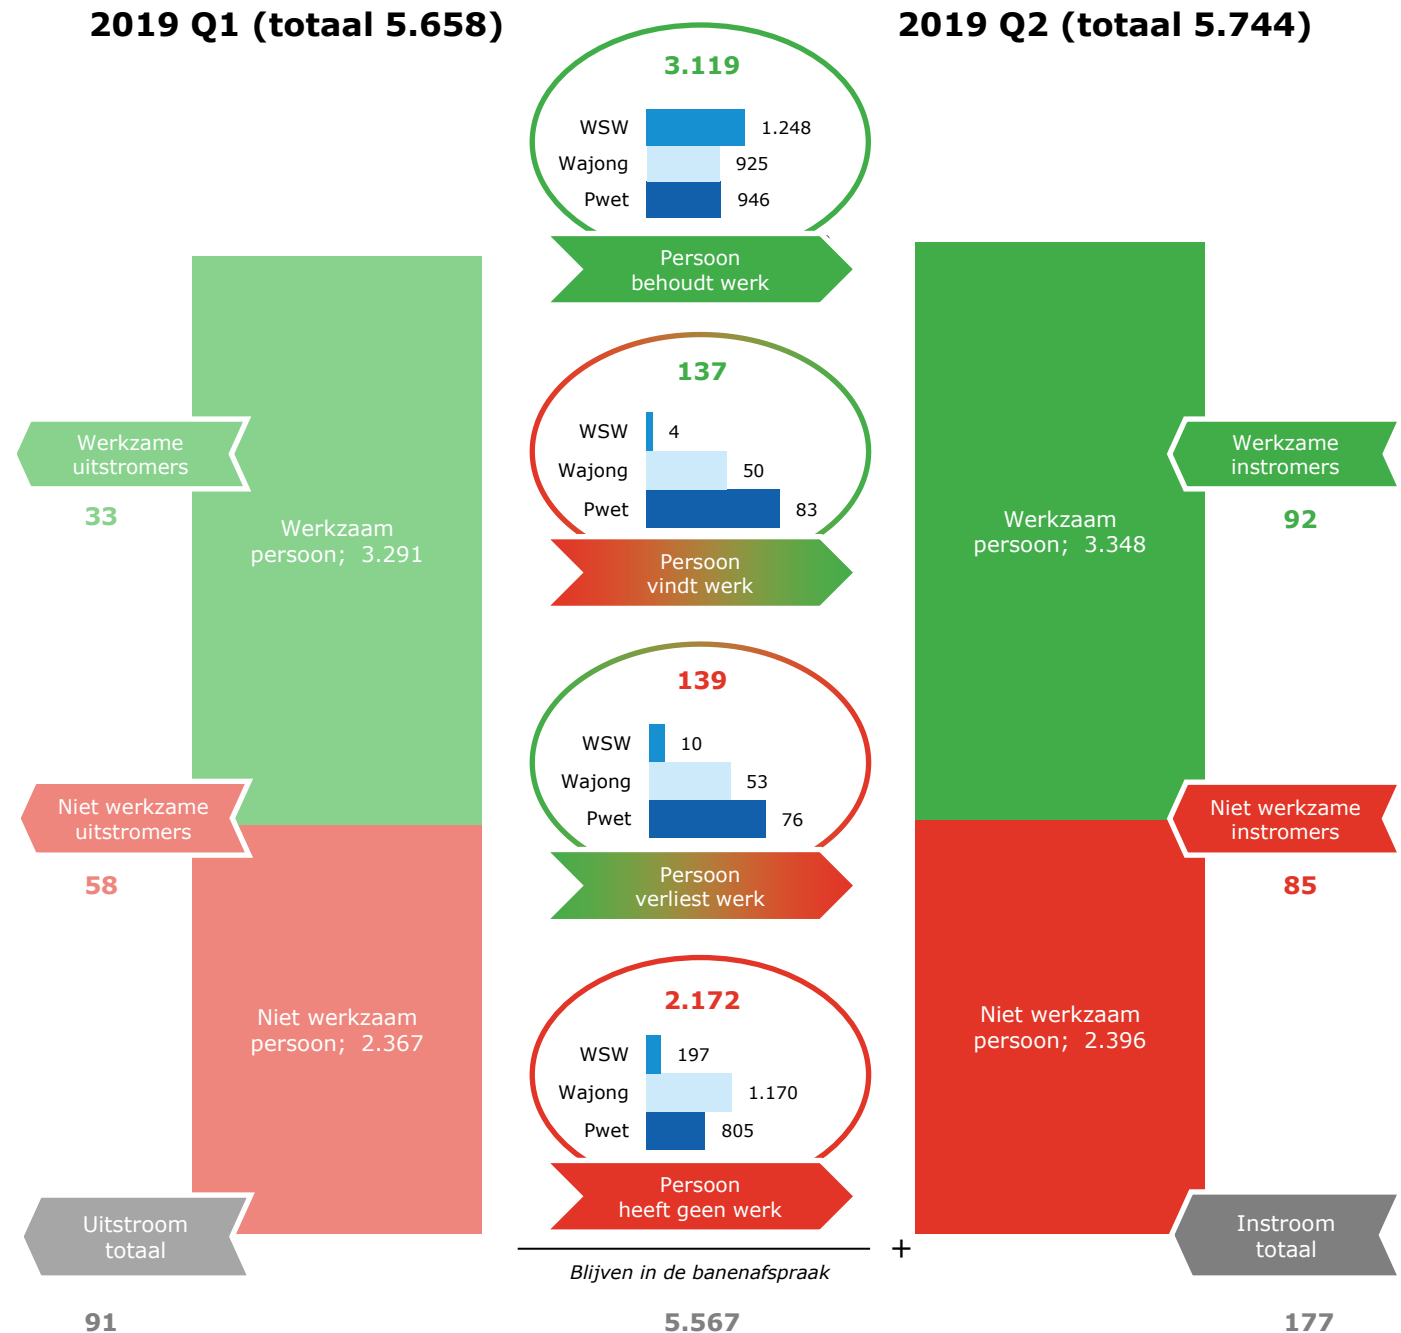 2019 Q1 (totaal 5.658)
2019 Q2 (totaal 5.744)
3.119
WSW 1.248
Wajong 925
Pwet 946
Persoon
behoudt werk
137
WSW 4
Wajong 50
Pwet 83
Persoon
vindt werk
139
WSW 10
Wajong 53
Pwet 76
Persoon
verliest werk
2.172
WSW 197
Wajong 1.170
Pwet 805
Persoon
heeft geen werk
Blijven in de banenafspraak
5.567
+
Werkzame
uitstromers
33
Werkzaam
persoon; 3.291
Niet werkzame
uitstromers
58
Niet werkzaam
persoon; 2.367
Uitstroom
totaal
91
Werkzaam
persoon; 3.348
Werkzame
instromers
92
Niet werkzame
instromers
85
Niet werkzaam
persoon; 2.396
Instroom
totaal
177